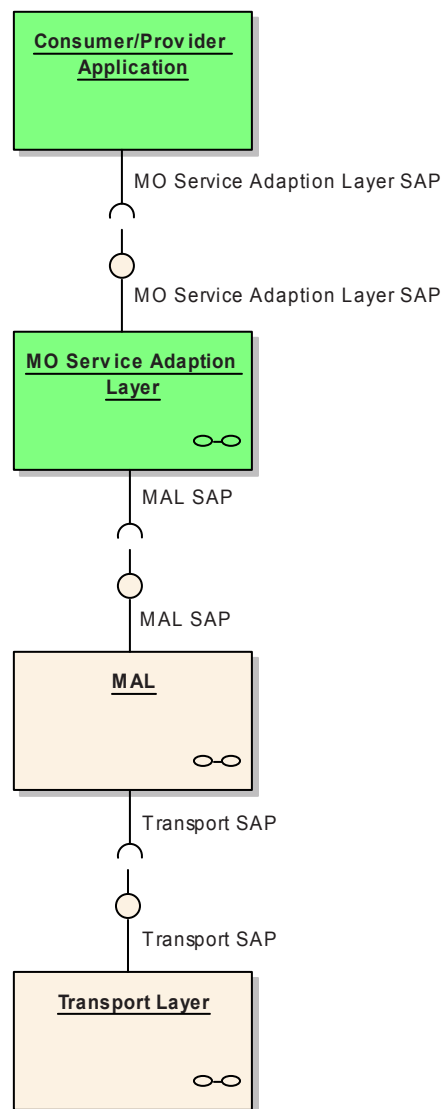 Consumer/Provider
Application
MO Service Adaption Layer SAP
MO Service Adaption Layer SAP
MO Service Adaption
Layer
MAL SAP
MAL SAP
MAL
Transport SAP
Transport SAP
Transport Layer